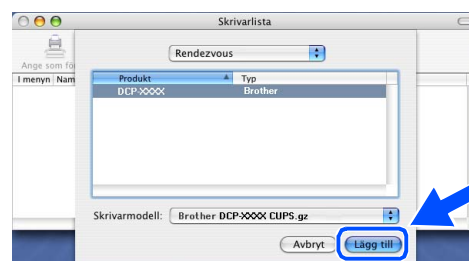 Skrivarlista
Rendezvous
Ange som fö
I menyn Nam
Produkt Typ
DCP-XXXX Brother
Skrivarmodell: Brother DCP-XXXX CUPS.gz
Avbryt Lägg till